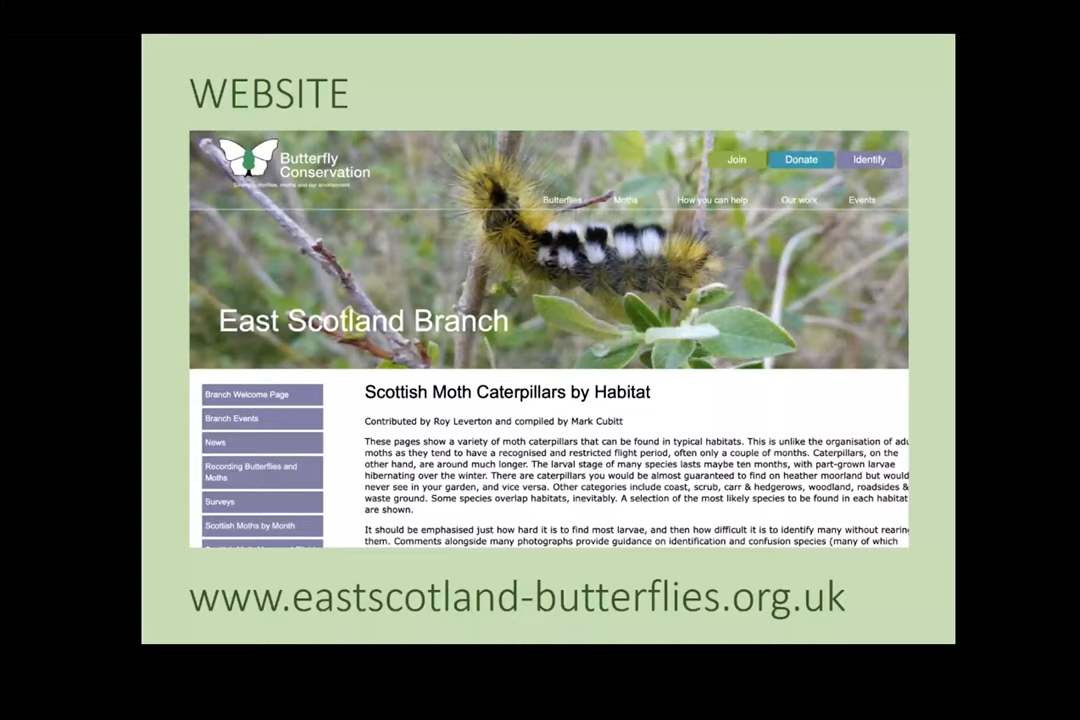 WEBSITE
Butterfly
Conservation
Saving butterflies, moths and our environment
Join Donate Identify
Butterflies Moths How you can help Our work Events
East Scotland Branch
Branch Welcome Page
Branch Events
News
Recording Butterflies and
Moths
Surveys
Scottish Moths by Month
Scottish Moth Caterpillars by Habitat
Contributed by Roy Leverton and compiled by Mark Cubitt
These pages show a variety of moth caterpillars that can be found in typical habitats. This is unlike the organisation of
moths as they tend to have a recognised and restricted flight period, often only a couple of months. Caterpillars, on the
other hand, are around much longer. The larval stage of many species lasts maybe ten months, with part-grown larvae
hibernating over the winter. There are caterpillars you would be almost guaranteed to find on heather moorland but would
never see in your garden, and vice versa. Other categories include coast, scrub, carr & hedgerows, woodland, roadsides &
waste ground. Some species overlap habitats, inevitably. A selection of the most likely species to be found in each habitat
are shown.
It should be emphasised just how hard it is to find most larvae, and then how difficult it is to identify many without
them. Comments alongside many photographs provide guidance on identification and confusion species (many of which
www.eastscotland-butterflies.org.uk